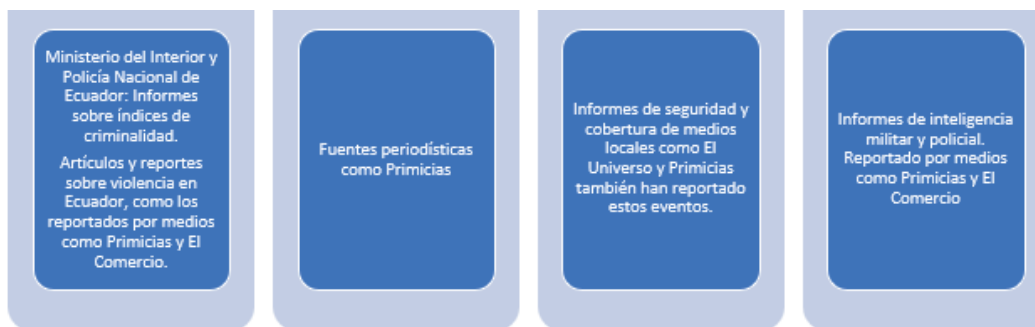 Ministerio del Interior y
Policía Nacional de
Ecuador: Informes
sobre índices de
criminalidad.
Artículos y reportes
sobre violencia en
Ecuador, como los
reportados por medios
como Primicias y El
Comercio.
Fuentes periodísticas
como Primicias
Informes de seguridad y
cobertura de medios
locales como El
Universo y Primicias
también han reportado
estos eventos.
Informes de inteligencia
militar y policial.
Reportado por medios
como Primicias y El
Comercio